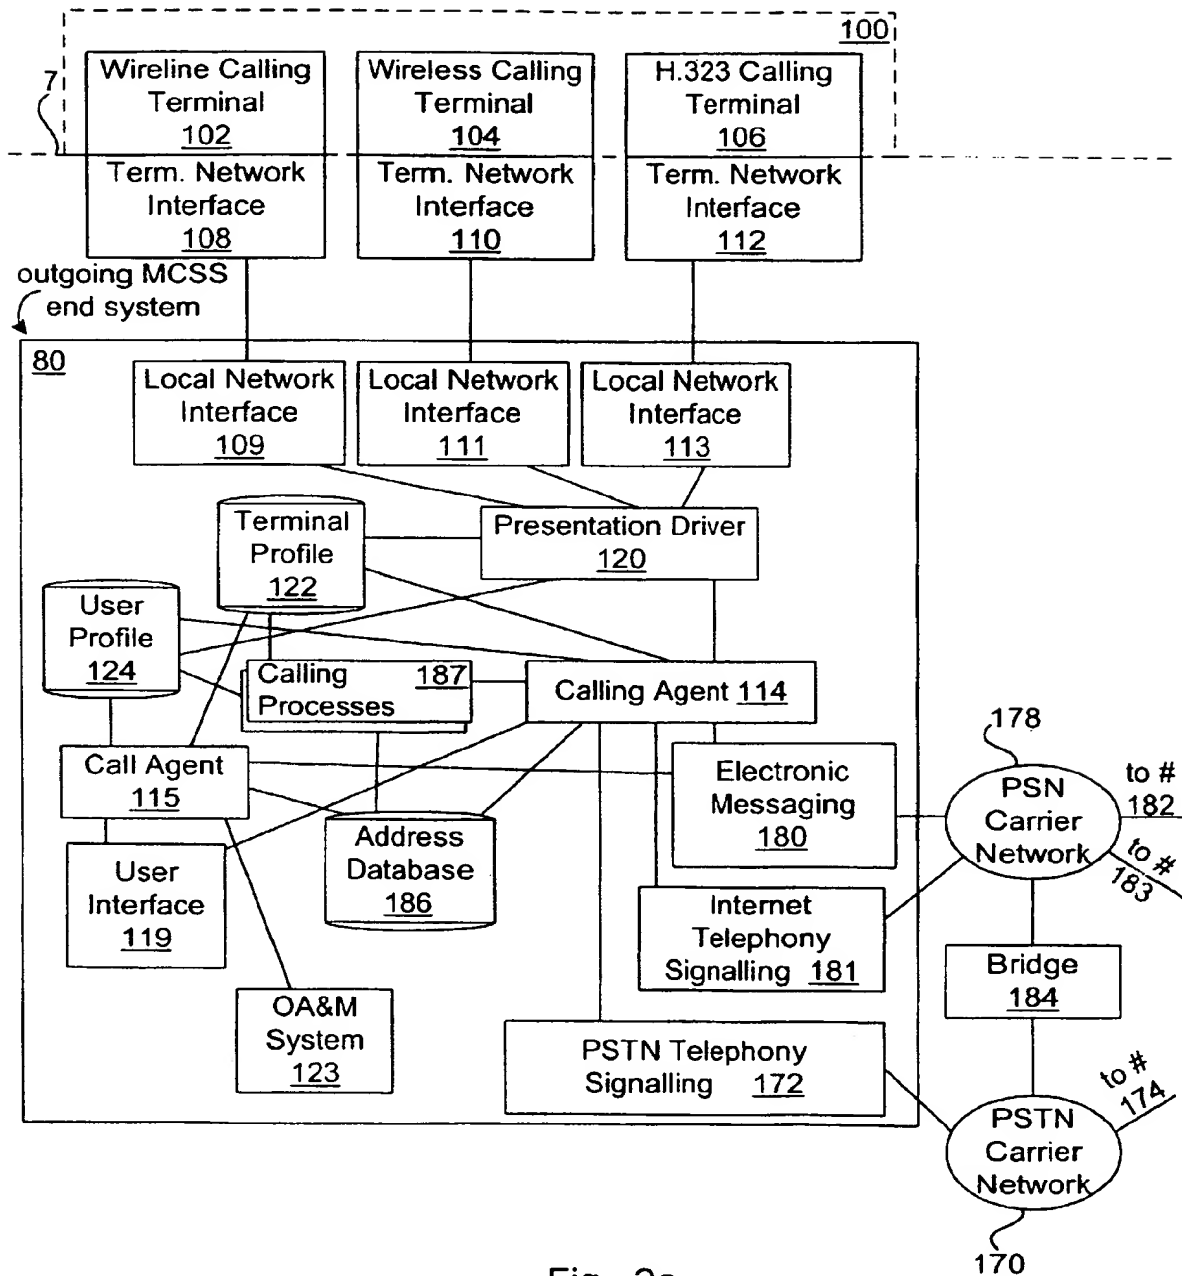 100
7
Wireline Calling
Terminal
102
Wireless Calling
Terminal
104
H.323 Calling
Terminal
106
Term. Network
Interface
108
Term. Network
Interface
110
Term. Network
Interface
112
outgoing MCSS
end system
80
Local Network
Interface
109
Local Network
Interface
111
Local Network
Interface
113
Terminal
Profile
122
Presentation Driver
120
User
Profile
124
Calling
Processes
187
Calling Agent 114
Call Agent
115
Electronic
Messaging
180
178
PSN
Carrier
Network
to #
182
to #
183
User
Interface
119
Address
Database
186
Internet
Telephony
Signalling 181
Bridge
184
OA&M
System
123
PSTN Telephony
Signalling 172
to #
174
PSTN
Carrier
Network
170